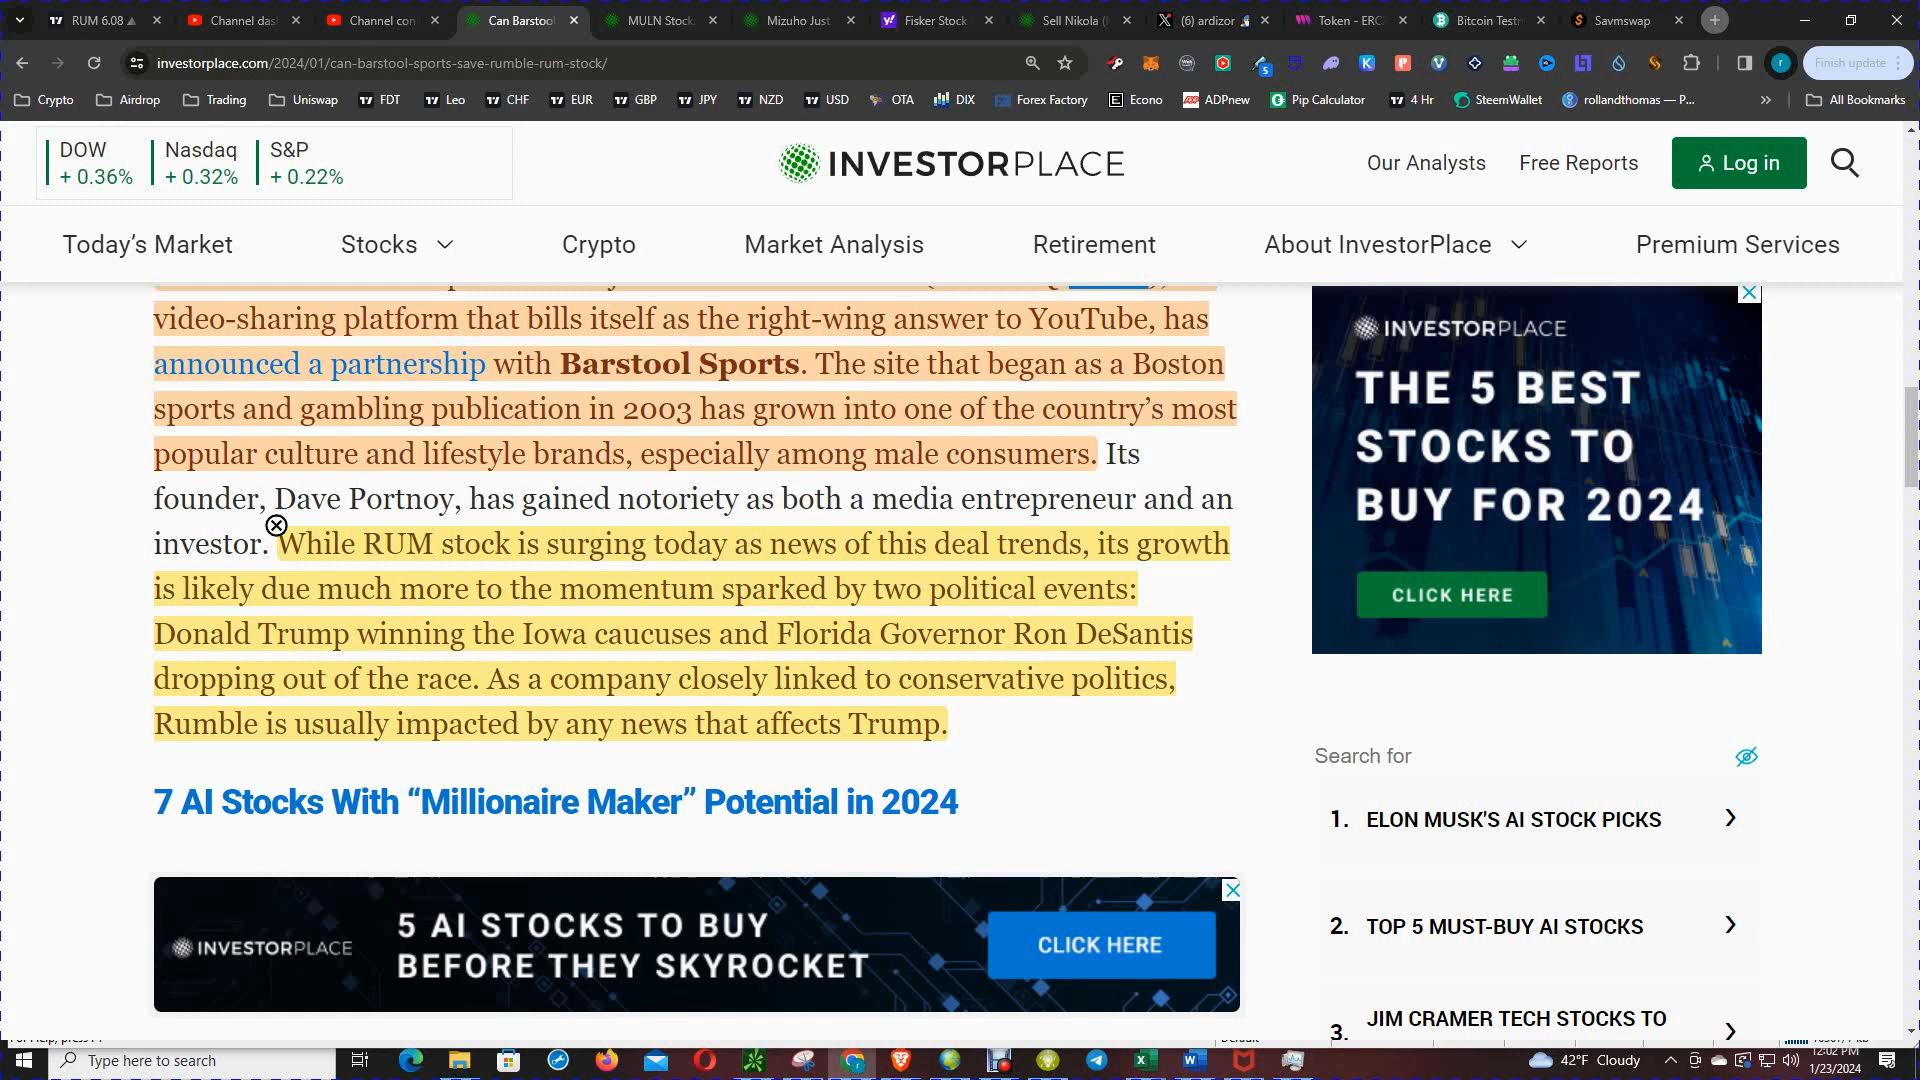 RUM 6.08
Channel das
Channel con
Can Barstool
MULN Stock
Mizuho Just
Fisker Stock
Sell Nikola (
(6) ardizor
Token - ERC
Bitcoin Testn
Savmswap
investorplace.com/2024/01/can-barstool-sports-save-rumble-rum-stock/
5
Finish update
Crypto
Airdrop
Trading
Uniswap
FDT
Leo
CHF
EUR
GBP
JPY
NZD
USD
OTA
DIX
Forex Factory
Econo
ADPnew
Pip Calculator
4 Hr
SteemWallet
rollandthomas — P...
All Bookmarks
DOW
+ 0.36%
Nasdaq
+ 0.32%
S&P
+ 0.22%
INVESTORPLACE
Our Analysts
Free Reports
Log in
Today’s Market
Stocks
Crypto
Market Analysis
Retirement
About InvestorPlace
Premium Services
video-sharing platform that bills itself as the right-wing answer to YouTube, has
announced a partnership with Barstool Sports. The site that began as a Boston
sports and gambling publication in 2003 has grown into one of the country’s most
popular culture and lifestyle brands, especially among male consumers. Its
founder, Dave Portnoy, has gained notoriety as both a media entrepreneur and an
investor. While RUM stock is surging today as news of this deal trends, its growth
is likely due much more to the momentum sparked by two political events:
Donald Trump winning the Iowa caucuses and Florida Governor Ron DeSantis
dropping out of the race. As a company closely linked to conservative politics,
Rumble is usually impacted by any news that affects Trump.
7 AI Stocks With “Millionaire Maker” Potential in 2024
INVESTORPLACE
5 AI STOCKS TO BUY
BEFORE THEY SKYROCKET
CLICK HERE
INVESTORPLACE
THE 5 BEST
STOCKS TO
BUY FOR 2024
CLICK HERE
Search for
1. ELON MUSK'S AI STOCK PICKS
2. TOP 5 MUST-BUY AI STOCKS
3. JIM CRAMER TECH STOCKS TO
Type here to search
42°F Cloudy
12:02 PM
1/23/2024